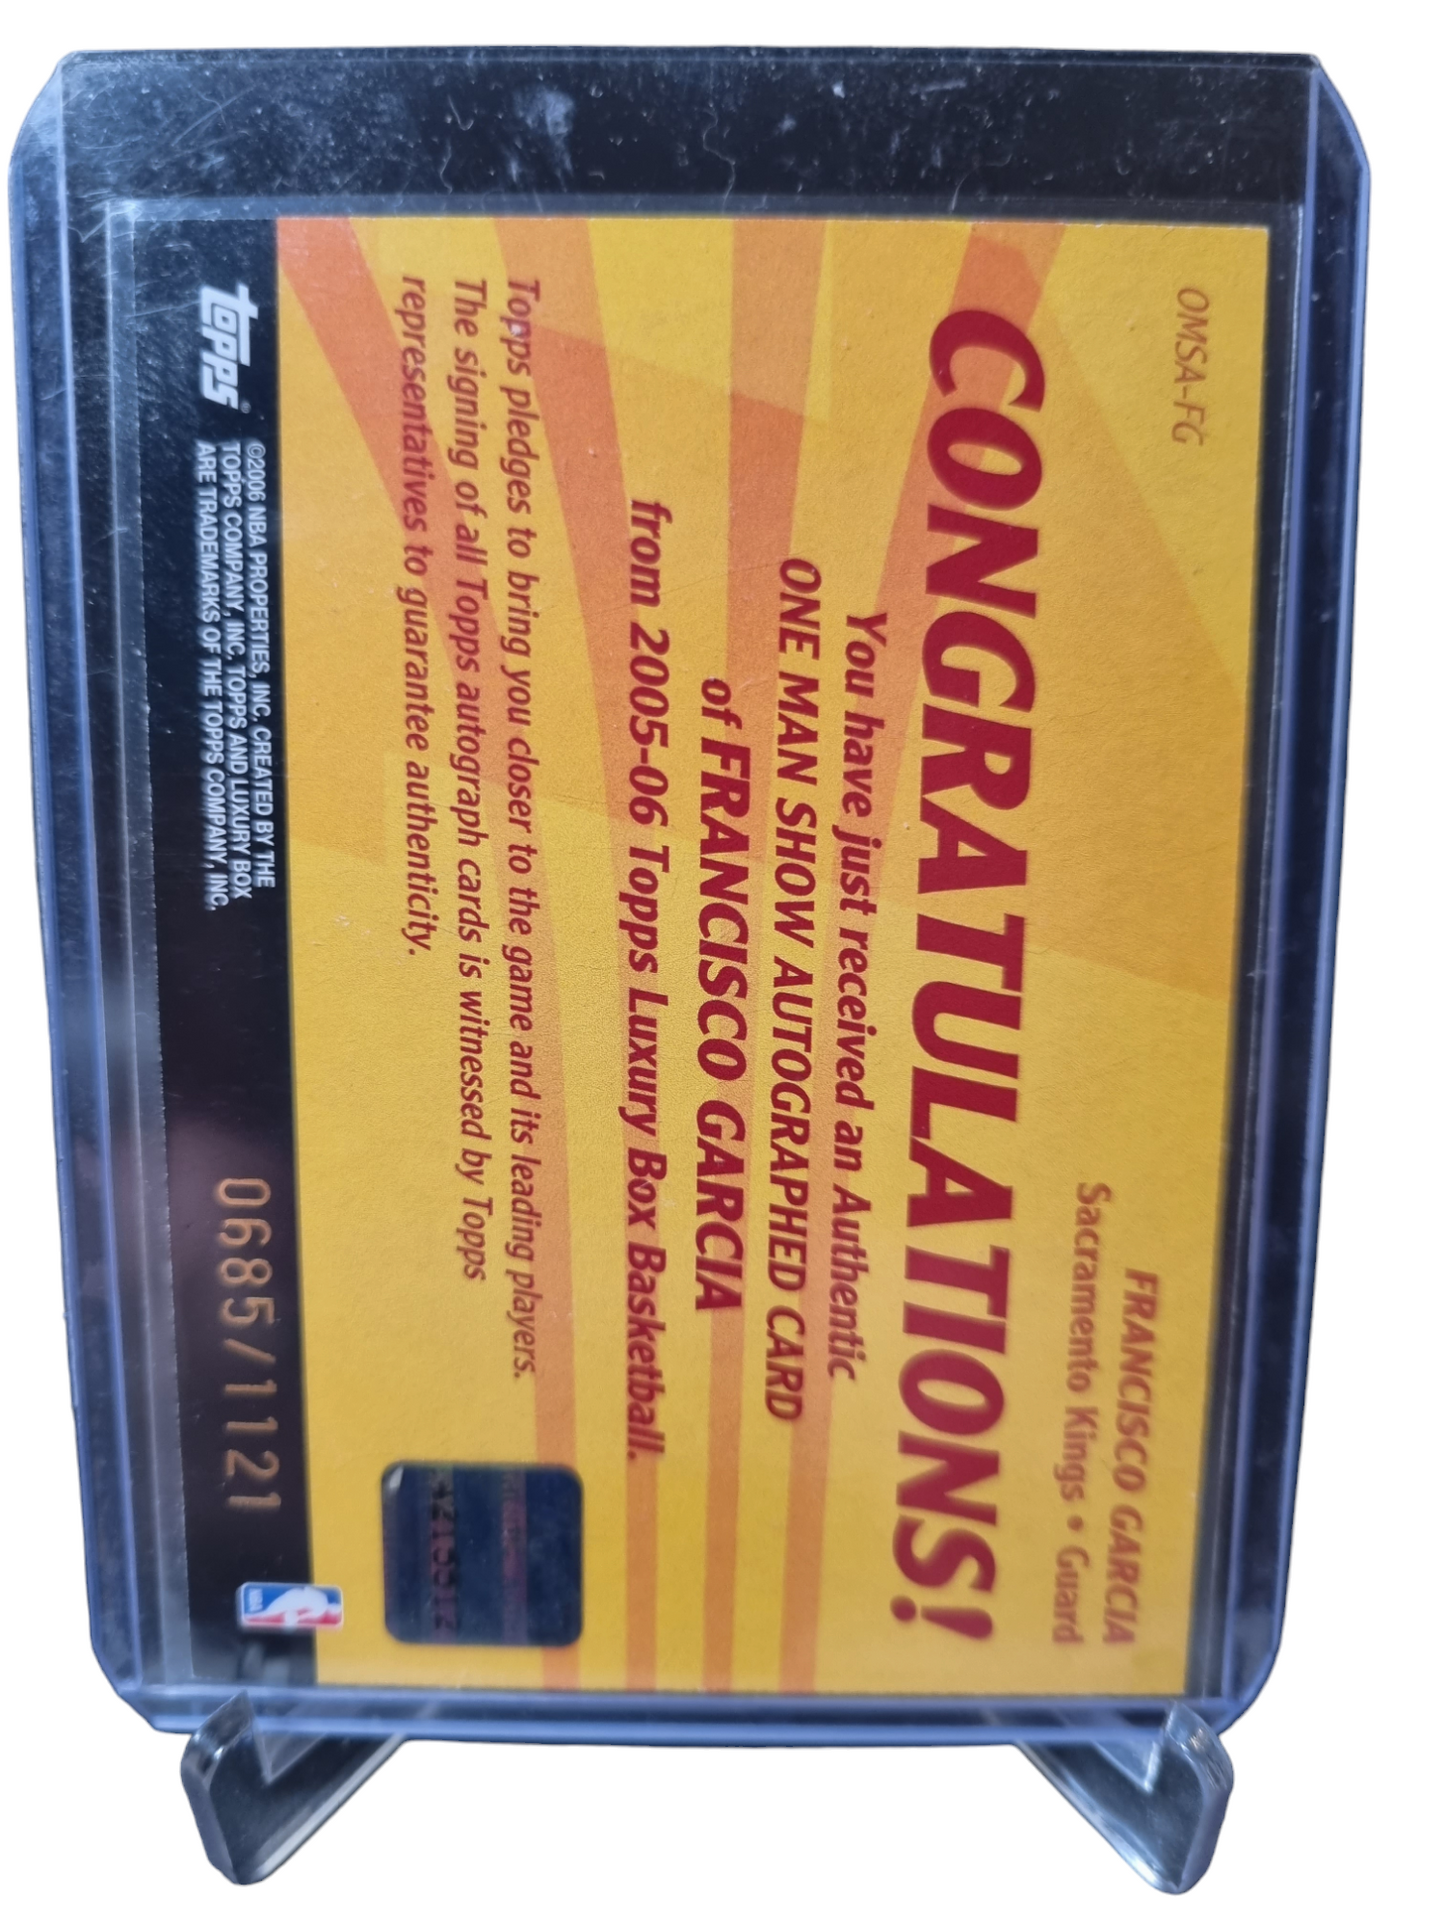 OMSA-FG
FRANCISCO GARCIA
Sacramento Kings • Guard
CONGRATULATIONS!
You have just received an Authentic
ONE MAN SHOW AUTOGRAPHED CARD
of FRANCISCO GARCIA
from 2005-06 Topps Luxury Box Basketball.
Topps pledges to bring you closer to the game and its leading players.
The signing of all Topps autograph cards is witnessed by Topps
representatives to guarantee authenticity.
topps®
©2006 NBA PROPERTIES, INC. CREATED BY THE
TOPPS COMPANY, INC. TOPPS AND LUXURY BOX
ARE TRADEMARKS OF THE TOPPS COMPANY, INC.
0685/1121
NBA